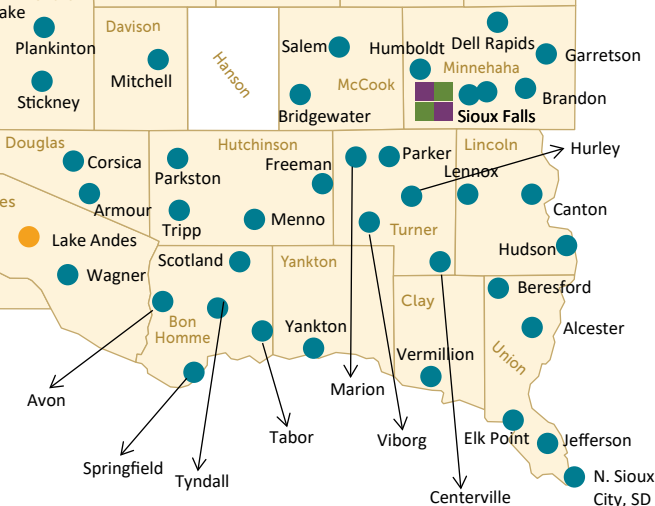 ake
Plankinton
Stickney
Davison
Mitchell
Hanson
Salem
McCook
Bridgewater
Humboldt
Dell Rapids
Garretson
Minnehaha
Brandon
Sioux Falls
Douglas
Corsica
Armour
es
Lake Andes
Wagner
Hutchinson
Parkston
Freeman
Tripp
Menno
Parker
Lincoln
Lennox
Hurley
Canton
Turner
Hudson
Scotland
Yankton
Bon
Homme
Yankton
Clay
Vermillion
Beresford
Alcester
Union
Avon
Springfield
Tyndall
Tabor
Marion
Viborg
Centerville
Elk Point
Jefferson
N. Sioux
City, SD